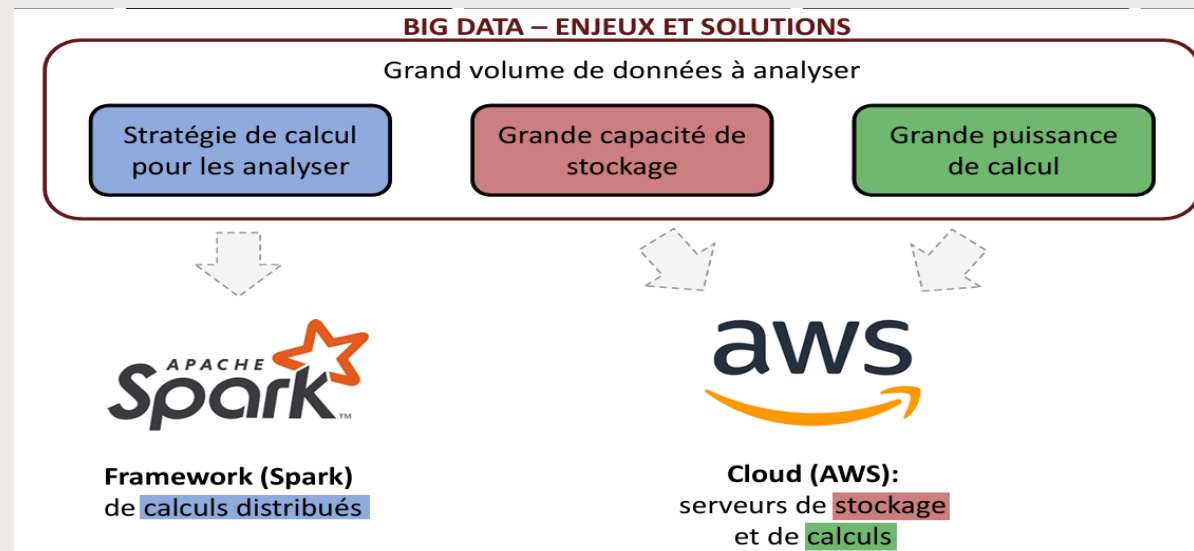 BIG DATA – ENJEUX ET SOLUTIONS
Grand volume de données à analyser
Stratégie de calcul
pour les analyser
Grande capacité de
stockage
Grande puissance
de calcul
APACHE
Spark™
aws
Framework (Spark)
de calculs distribués
Cloud (AWS):
serveurs de stockage
et de calculs